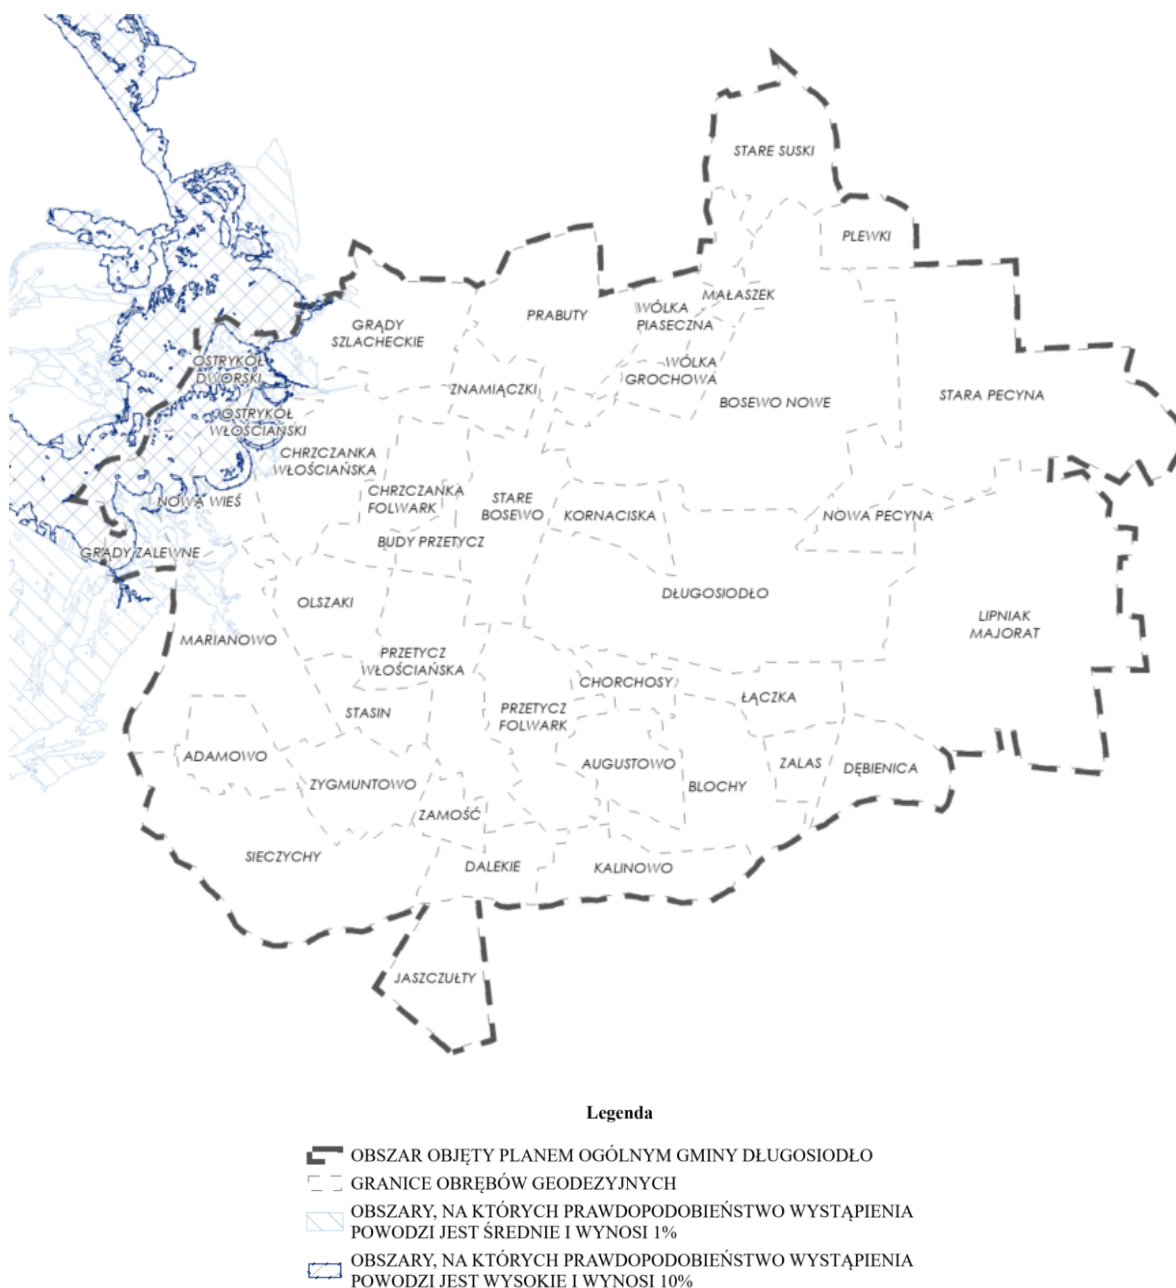 STARE SUSKI
PLEWKI
MAŁASZEK
WÓLKA
PIASECZNA
PRABUTY
GRĄDY
SZLACHECKIE
OSTRYKÓŁ
DWORSKI
ZNAMIĄCZKI
WÓLKA
GROCHOWA
BOSEWO NOWE
STARA PECYNA
OSTRYKÓŁ
WŁOŚCIAŃSKI
CHRZCZANKA
WŁOŚCIAŃSKA
NOWA WIEŚ
CHRZCZANKA
FOLWARK
STARE
BOSEWO
KORNACISKA
NOWA PECYNA
BUDY PRZETYCZ
GRĄDY ZALEWNE
DŁUGOSIODŁO
OLSZAKI
LIPNIAK
MAJORAT
MARIANOWO
PRZETYCZ
WŁOŚCIAŃSKA
CHORCHOSY
ŁĄCZKA
STASIN
PRZETYCZ
FOLWARK
ADAMOWO
AUGUSTOWO
ZALAS
DĘBIENICA
ZYGMUNTOWO
BLOCHY
ZAMOŚĆ
SIECZYCHY
DALEKIE
KALINOWO
JASZCZUŁTY
Legenda
OBSZAR OBJĘTY PLANEM OGÓLNYM GMINY DŁUGOSIODŁO
GRANICE OBRĘBÓW GEODEZYJNYCH
OBSZARY, NA KTÓRYCH PRAWDOPODOBIEŃSTWO WYSTĄPIENIA
POWODZI JEST ŚREDNIE I WYNOSI 1%
OBSZARY, NA KTÓRYCH PRAWDOPODOBIEŃSTWO WYSTĄPIENIA
POWODZI JEST WYSOKIE I WYNOSI 10%